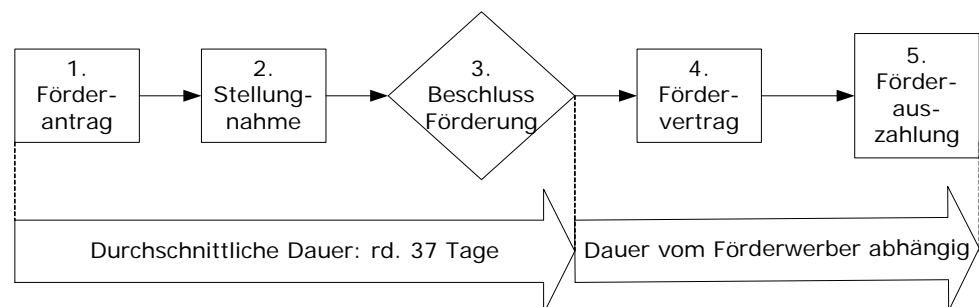 1.
Förder-
antrag
2.
Stellung-
nahme
3.
Beschluss
Förderung
4.
Förder-
vertrag
5.
Förder-
aus-
zahlung
Durchschnittliche Dauer: rd. 37 Tage
Dauer vom Förderwerber abhängig